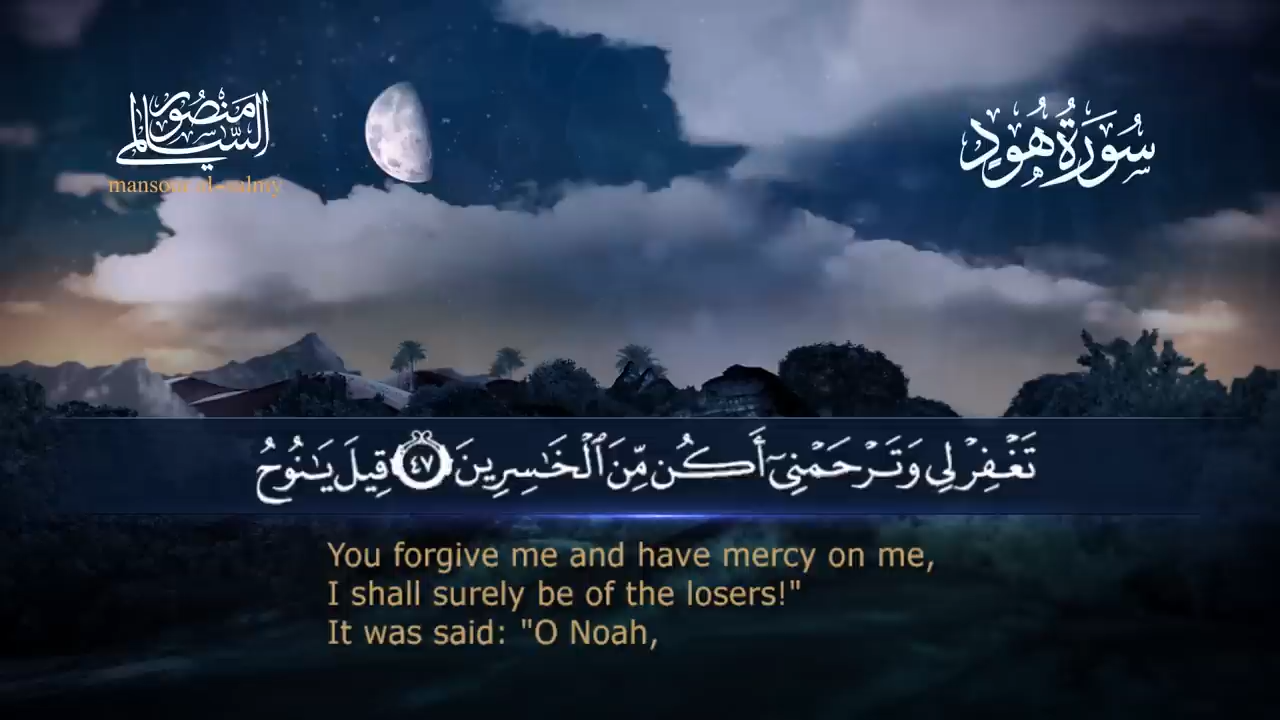 منصور السالمي
mansour al-salmy
سُورَةُ هُودٍ
تَغْفِرْ لِي وَتَرْحَمْنِيٓ أَكُن مِّنَ ٱلْخَٰسِرِينَ ٤٧ قِيلَ يَٰنُوحُ
You forgive me and have mercy on me,
I shall surely be of the losers!"
It was said: "O Noah,